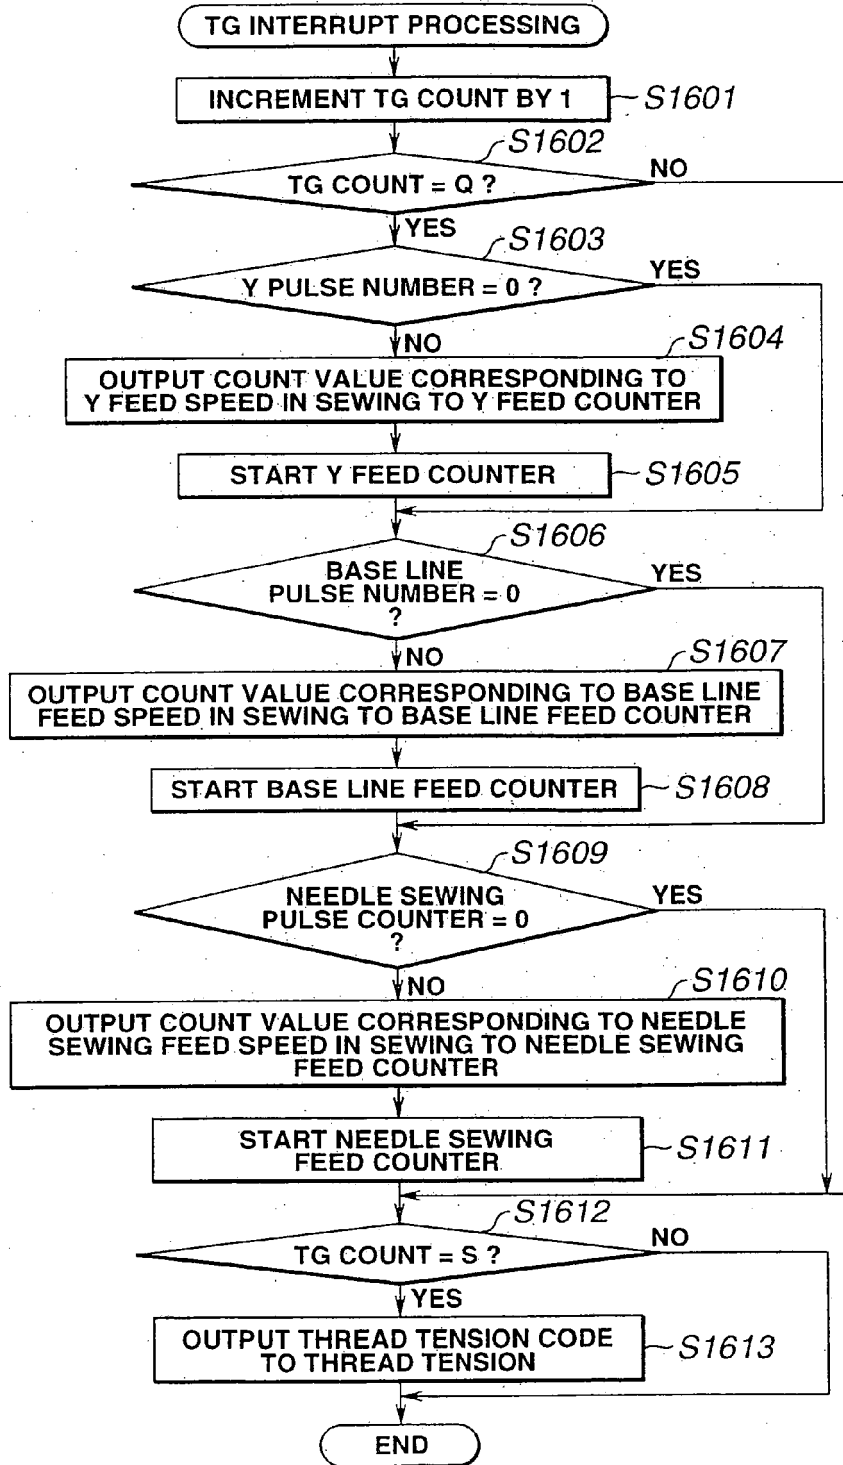 TG INTERRUPT PROCESSING
INCREMENT TG COUNT BY 1
S1601
S1602
TG COUNT = Q ?
NO
YES
S1603
Y PULSE NUMBER = 0 ?
YES
NO
S1604
OUTPUT COUNT VALUE CORRESPONDING TO
Y FEED SPEED IN SEWING TO Y FEED COUNTER
START Y FEED COUNTER
S1605
S1606
BASE LINE
PULSE NUMBER = 0
?
YES
NO
S1607
OUTPUT COUNT VALUE CORRESPONDING TO BASE LINE
FEED SPEED IN SEWING TO BASE LINE FEED COUNTER
START BASE LINE FEED COUNTER
S1608
S1609
NEEDLE SEWING
PULSE COUNTER = 0
?
YES
NO
S1610
OUTPUT COUNT VALUE CORRESPONDING TO NEEDLE
SEWING FEED SPEED IN SEWING TO NEEDLE SEWING
FEED COUNTER
START NEEDLE SEWING
FEED COUNTER
S1611
S1612
TG COUNT = S ?
NO
YES
OUTPUT THREAD TENSION CODE
TO THREAD TENSION
S1613
END